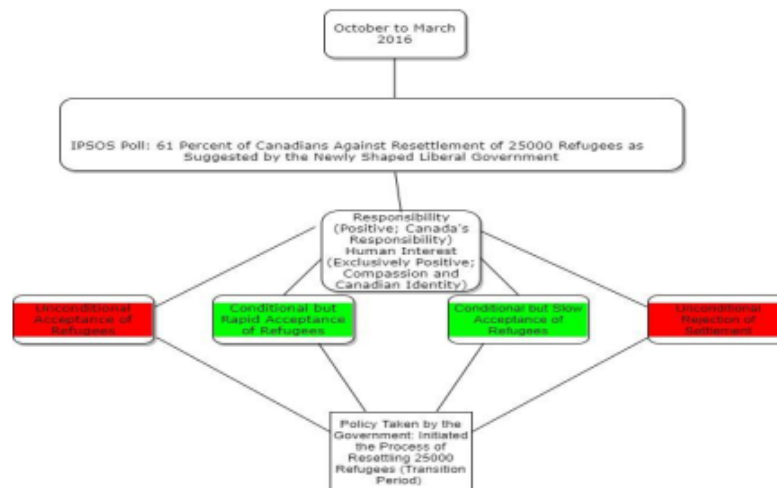 October to March
2016
IPSOS Poll: 61 Percent of Canadians Against Resettlement of 25000 Refugees as
Suggested by the Newly Shaped Liberal Government
Responsibility
(Positive; Canada's
Responsibility)
Human Interest
(Exclusively Positive;
Compassion and
Canadian Identity)
Unconditional
Acceptance of
Refugees
Conditional but
Rapid Acceptance
of Refugees
Conditional but Slow
Acceptance of
Refugees
Unconditional
Rejection of
Settlement
Policy Taken by the
Government: Initiated
the Process of
Resettling 25000
Refugees (Transition
Period)